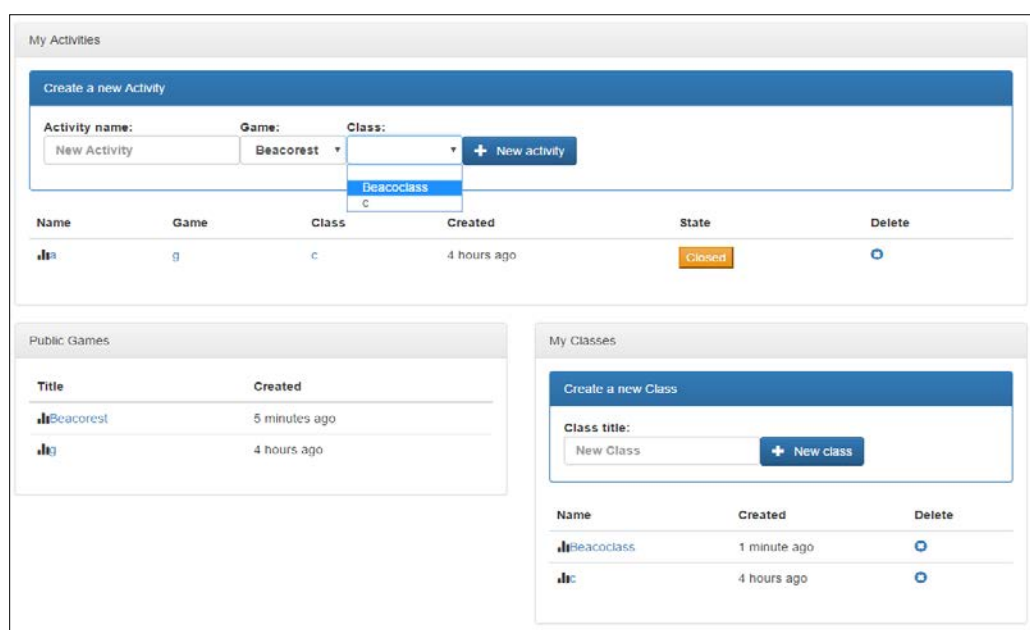 My Activities
Create a new Activity
Activity name: Game: Class:
New Activity Beacorest New activity
Beacoclass
c
Name Game Class Created State Delete
a g c 4 hours ago Closed
Public Games
Title Created
Beacorest 5 minutes ago
g 4 hours ago
My Classes
Create a new Class
Class title:
New Class New class
Name Created Delete
Beacoclass 1 minute ago
c 4 hours ago